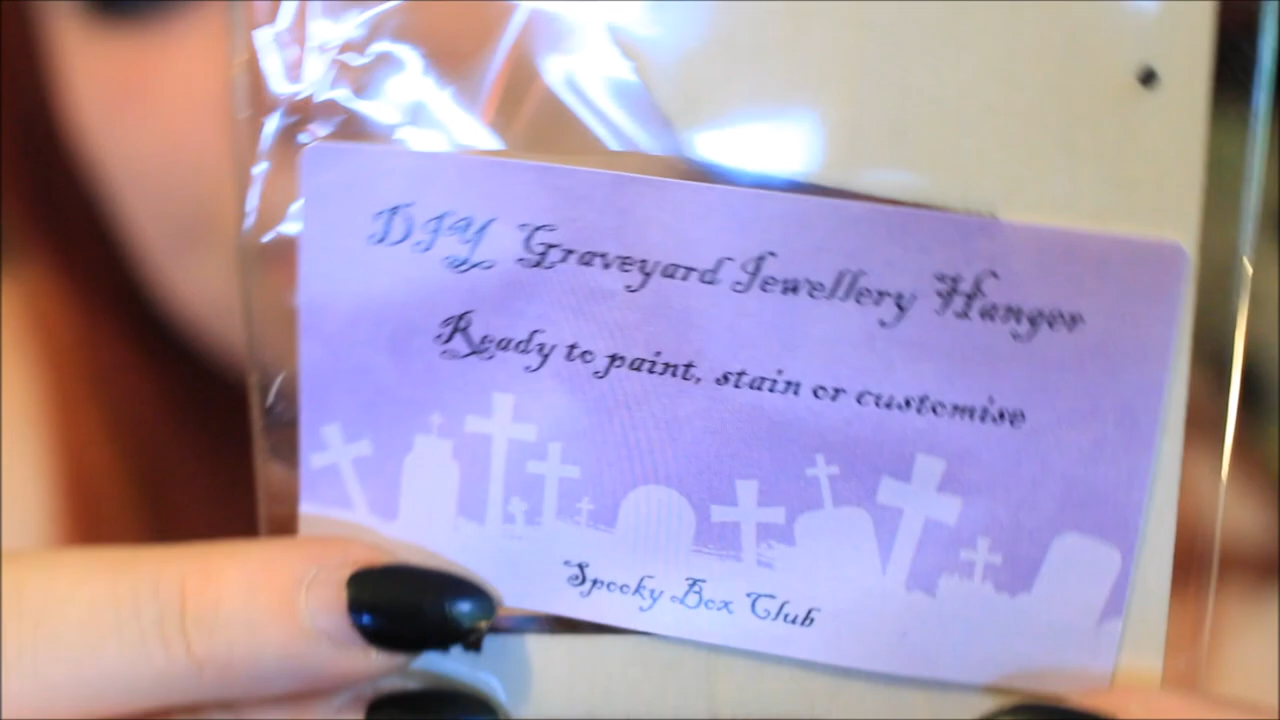 DIY Graveyard Jewellery Hanger
Ready to paint, stain or customise
Spooky Box Club